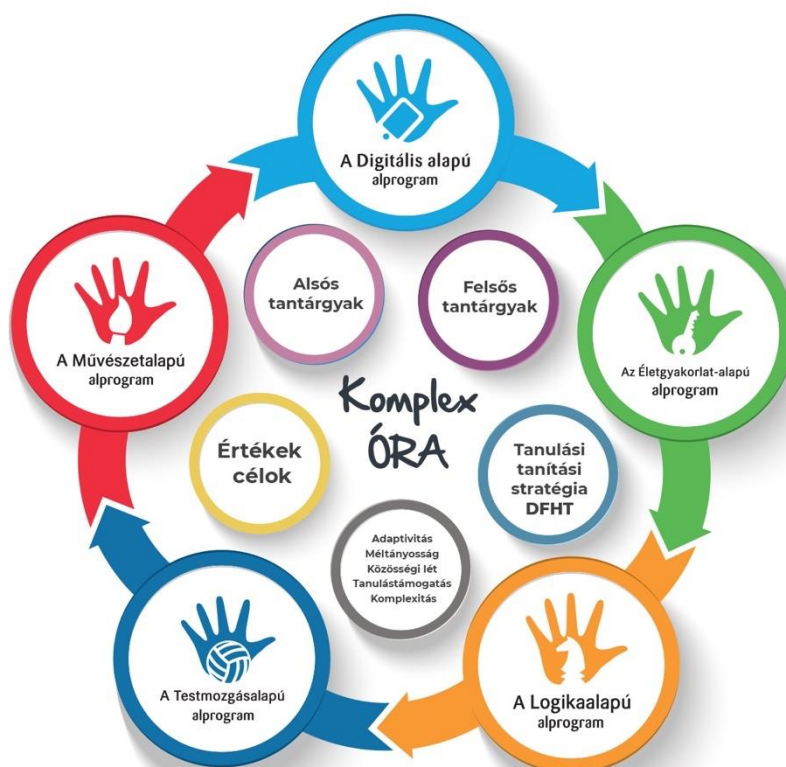 A Digitális alapú
alprogram
Alsós
tantárgyak
Felsős
tantárgyak
A Művészetalapú
alprogram
Az Életgyakorlat-alapú
alprogram
Komplex
ÓRA
Értékek
célok
Tanulási
tanítási
stratégia
DFHT
Adaptivitás
Méltányosság
Közösségi lét
Tanulástámogatás
Komplexitás
A Testmozgásalapú
alprogram
A Logikaalapú
alprogram